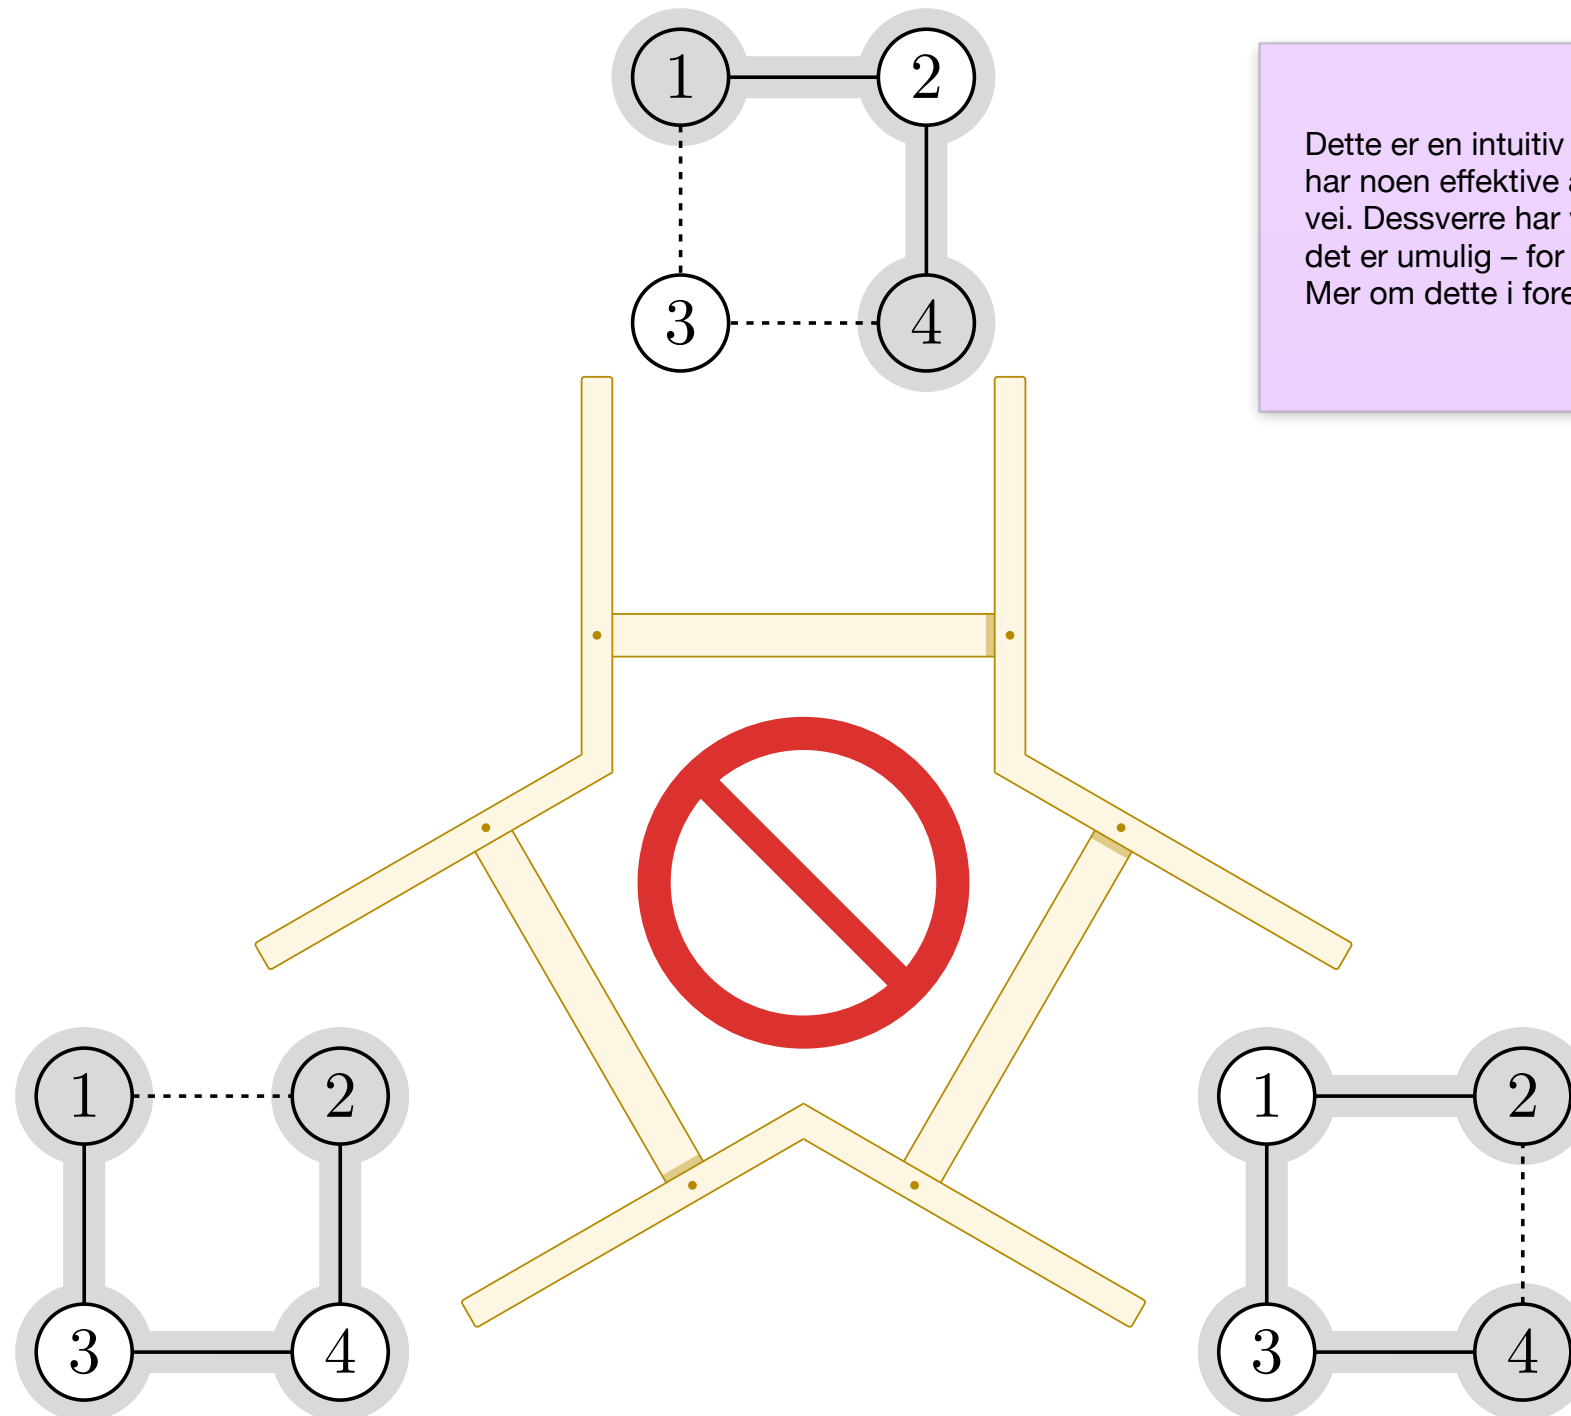 1 2
3 4
Dette er en intuitiv
har noen effektive
vei. Dessverre har
det er umulig – for
Mer om dette i
1 2
3 4
1 2
3 4